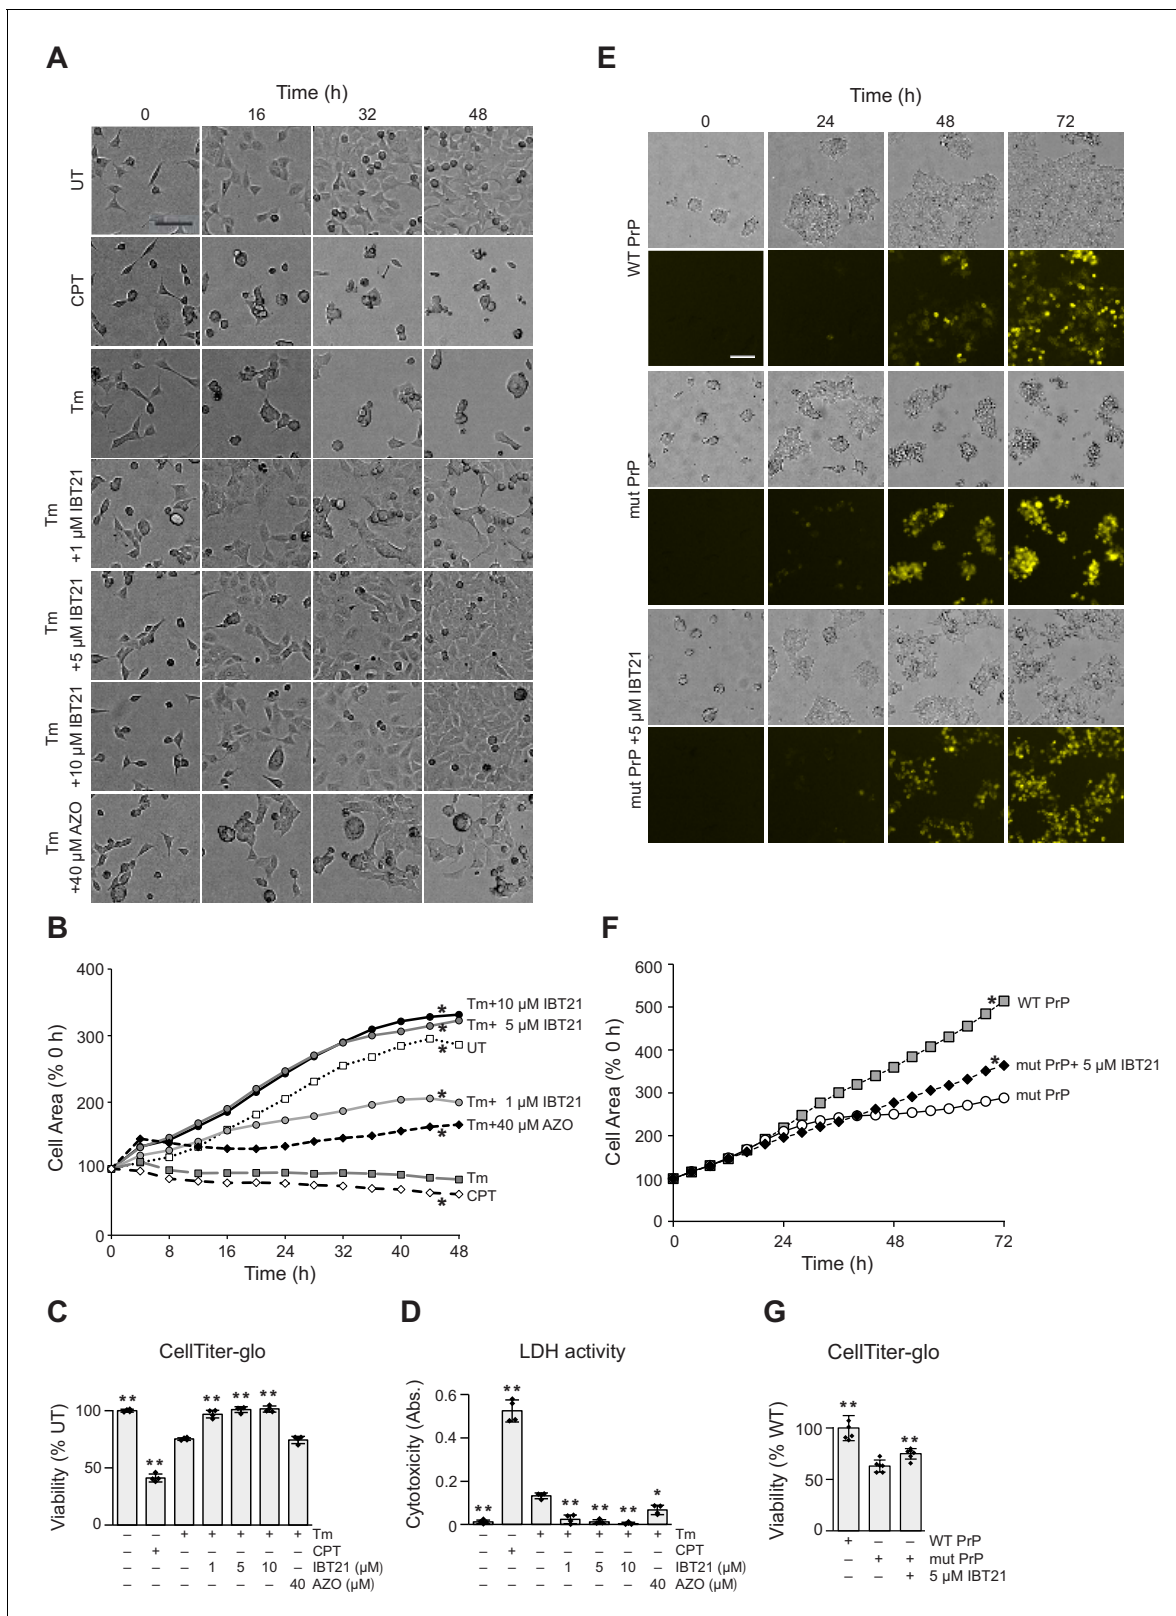 A
Time (h)
0 16 32 48
UT
CPT
Tm
Tm
+1 µM IBT21
Tm
+5 µM IBT21
Tm
+10 µM IBT21
Tm
+40 µM AZO
E
Time (h)
0 24 48 72
WT PrP
mut PrP
mut PrP +5 µM IBT21
B
400
300
200
100
0
Cell Area (% 0 h)
0 8 16 24 32 40 48
Time (h)
Tm+10 µM IBT21
Tm+ 5 µM IBT21
UT
Tm+ 1 µM IBT21
Tm+40 µM AZO
Tm
CPT
*
*
*
*
*
*
F
600
500
400
300
200
100
0
Cell Area (% 0 h)
0 24 48 72
Time (h)
* WT PrP
* mut PrP+ 5 µM IBT21
mut PrP
C
CellTiter-glo
Viability (% UT)
100
50
0
** ** ** ** **
– – + + + + + Tm
– + – – – – – CPT
– – – 1 5 10 – IBT21 (µM)
– – – – – – 40 AZO (µM)
D
LDH activity
Cytotoxicity (Abs.)
0.6
0.4
0.2
0
** ** ** ** ** *
– – + + + + + Tm
– + – – – – – CPT
– – – 1 5 10 – IBT21 (µM)
– – – – – – 40 AZO (µM)
G
CellTiter-glo
Viability (% WT)
100
50
0
** **
+ – – WT PrP
– + + mut PrP
– – + 5 µM IBT21